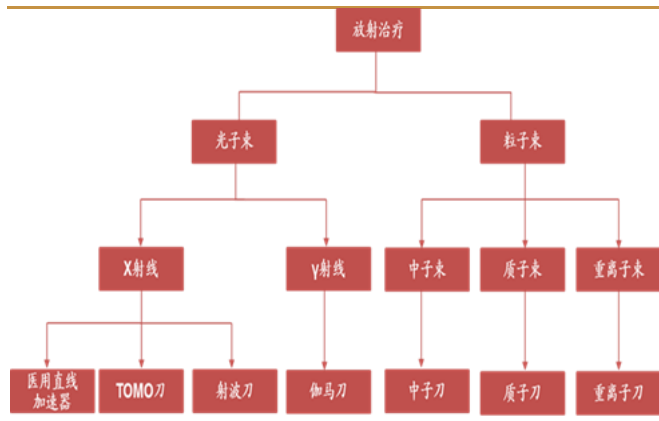 放射治疗
光子束
粒子束
X射线
γ射线
中子束
质子束
重离子束
医用直线
加速器
TOMO刀
射波刀
伽马刀
中子刀
质子刀
重离子刀